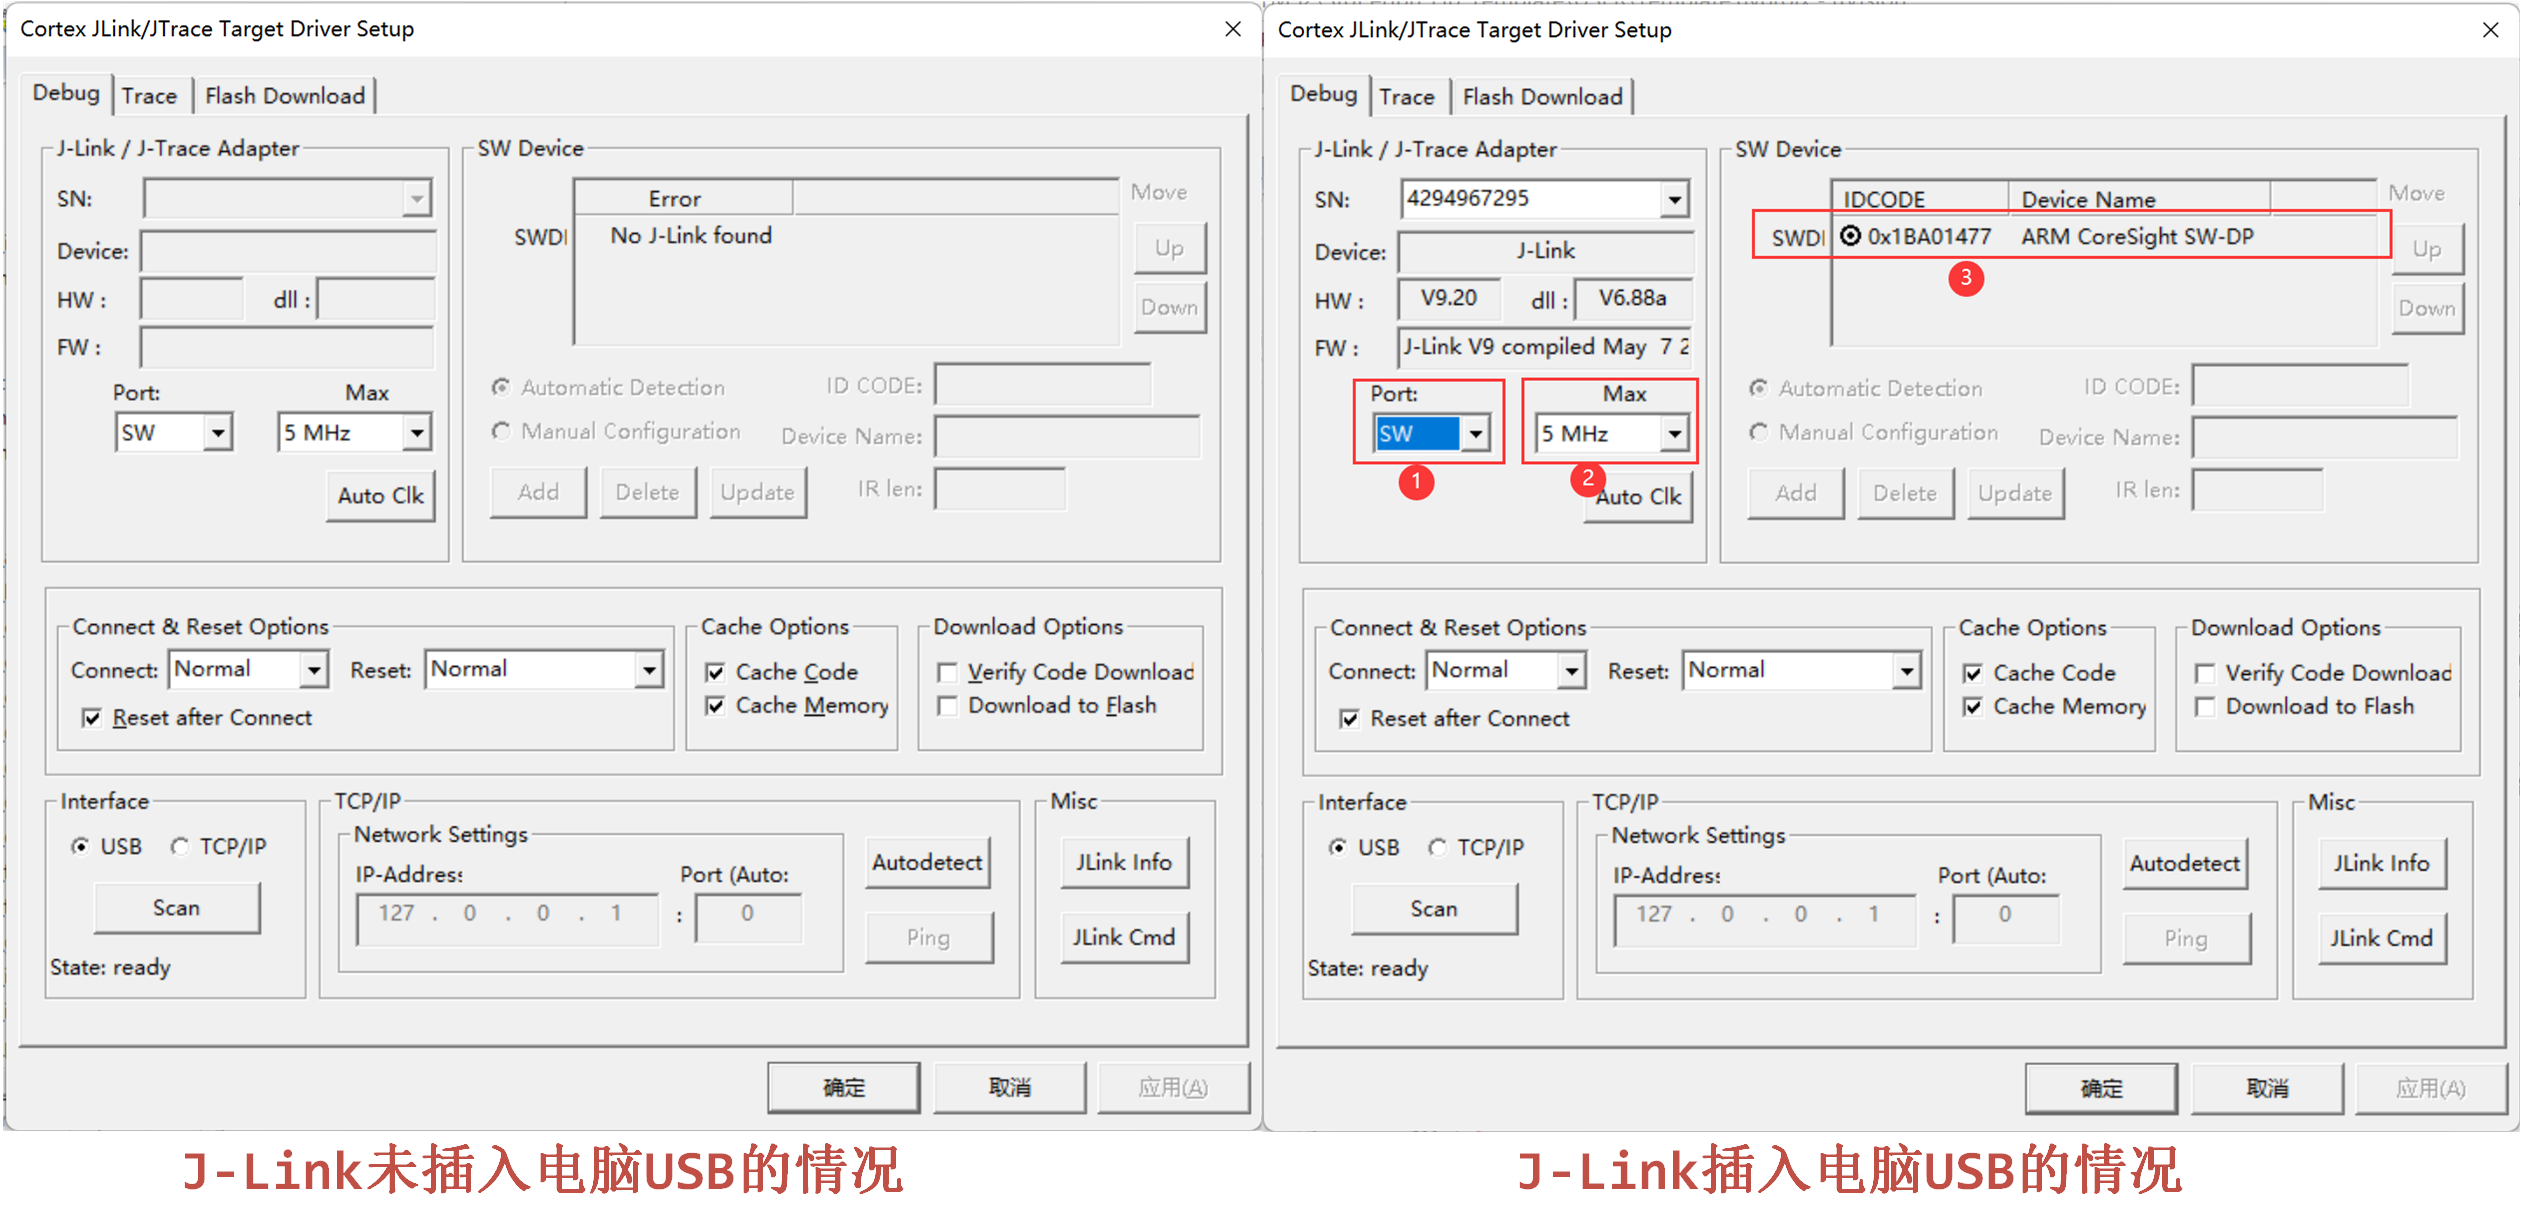 Cortex JLink/JTrace Target Driver Setup
Debug
Trace
Flash Download
J-Link / J-Trace Adapter
SN:
Device:
HW :
dll :
FW :
Port:
Max
SW
5 MHz
Auto Clk
SW Device
Error
SWDI
No J-Link found
Move
Up
Down
Automatic Detection
ID CODE:
Manual Configuration
Device Name:
Add
Delete
Update
IR len:
Connect & Reset Options
Connect:
Normal
Reset:
Normal
Reset after Connect
Cache Options
Cache Code
Cache Memory
Download Options
Verify Code Download
Download to Flash
Interface
USB
TCP/IP
Scan
State: ready
TCP/IP
Network Settings
IP-Address
Port (Auto:
127 . 0 . 0 . 1
:
0
Autodetect
Ping
Misc
JLink Info
JLink Cmd
确定
取消
应用(A)
J-Link未插入电脑USB的情况
Cortex JLink/JTrace Target Driver Setup
Debug
Trace
Flash Download
J-Link / J-Trace Adapter
SN:
4294967295
Device:
J-Link
HW :
V9.20
dll :
V6.88a
FW :
J-Link V9 compiled May 7 2
Port:
Max
SW
5 MHz
1
2
Auto Clk
SW Device
IDCODE
Device Name
SWDI
0x1BA01477
ARM CoreSight SW-DP
3
Move
Up
Down
Automatic Detection
ID CODE:
Manual Configuration
Device Name:
Add
Delete
Update
IR len:
Connect & Reset Options
Connect:
Normal
Reset:
Normal
Reset after Connect
Cache Options
Cache Code
Cache Memory
Download Options
Verify Code Download
Download to Flash
Interface
USB
TCP/IP
Scan
State: ready
TCP/IP
Network Settings
IP-Address
Port (Auto:
127 . 0 . 0 . 1
:
0
Autodetect
Ping
Misc
JLink Info
JLink Cmd
确定
取消
应用(A)
J-Link插入电脑USB的情况